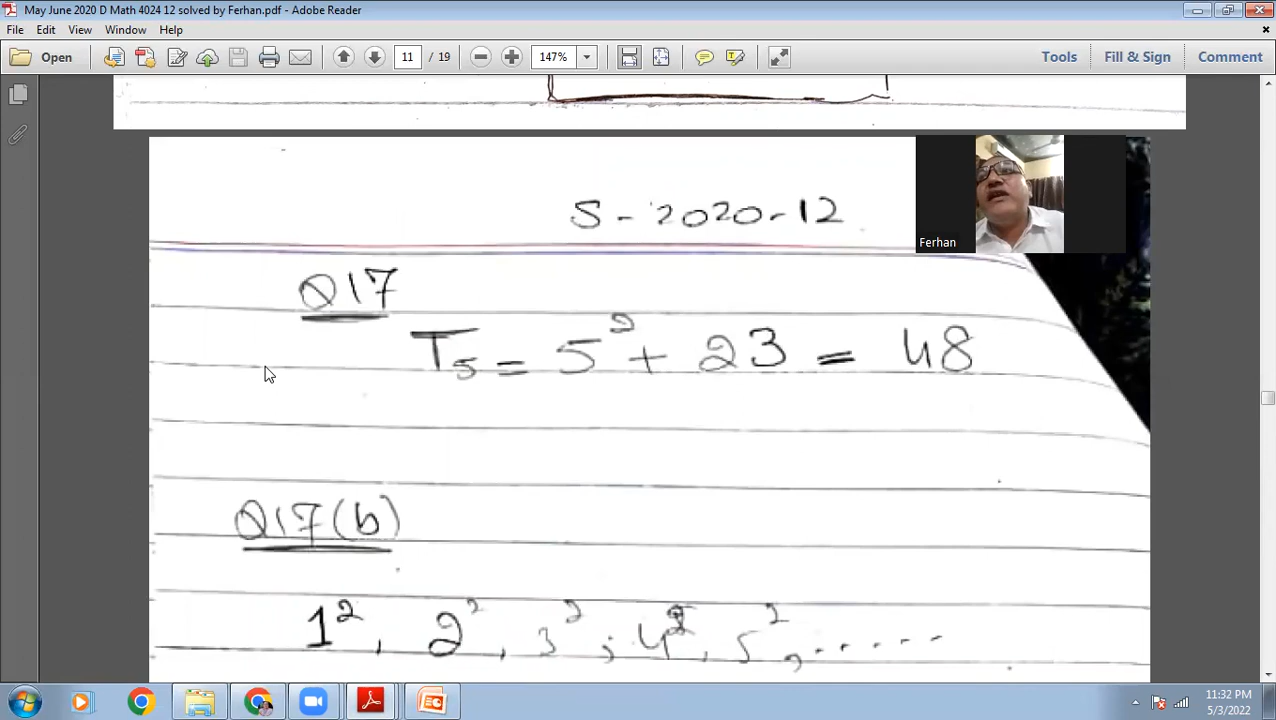 May June 2020 D Math 4024 12 solved by Ferhan.pdf - Adobe Reader
File Edit View Window Help
Open 11 / 19 147% Tools Fill & Sign Comment
S - 2020 - 12
Ferhan
Q17
T₅ = 5² + 23 = 48
Q17(b)
1², 2², 3², 4², 5², .....
11:32 PM
5/3/2022